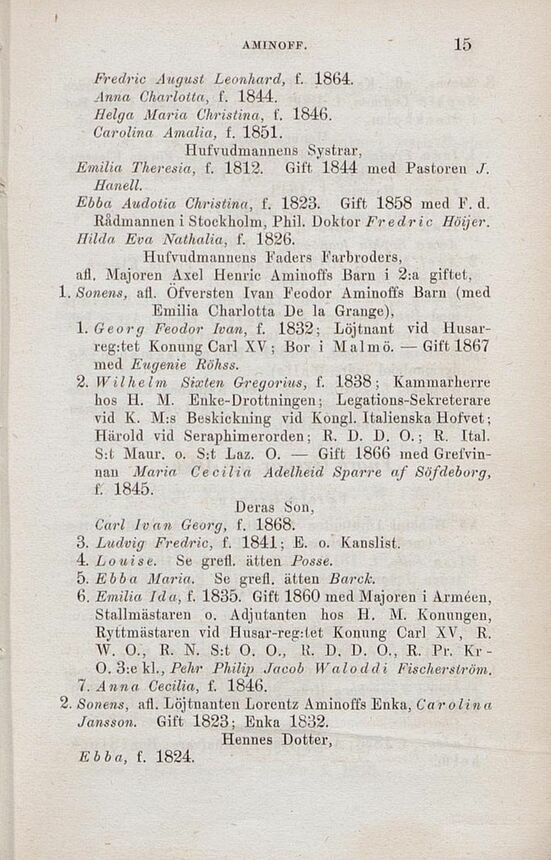 AMINOFF. 15
Fredric August Leonhard, f. 1864.
Anna Charlotta, f. 1844.
Helga Maria Christina, f. 1846.
Carolina Amalia, f. 1851.
Hufvudmannens Systrar,
Emilia Theresia, f. 1812. Gift 1844 med Pastoren J.
Hanell.
Ebba Audotia Christina, f. 1823. Gift 1858 med F. d.
Rådmannen i Stockholm, Phil. Doktor Fredric Höijer.
Hilda Eva Nathalia, f. 1826.
Hufvudmannens Faders Farbroders,
afl. Majoren Axel Henric Aminoffs Barn i 2:a giftet,
1. Sonens, afl. Öfversten Ivan Feodor Aminoffs Barn (med
Emilia Charlotta De la Grange),
1. Georg Feodor Ivan, f. 1832; Löjtnant vid Husar-
reg:tet Konung Carl XV; Bor i Malmö. — Gift 1867
med Eugenie Röhss.
2. Wilhelm Sixten Gregorius, f. 1838; Kammarherre
hos H. M. Enke-Drottningen; Legations-Sekreterare
vid K. M:s Beskickning vid Kongl. Italienska Hofvet;
Härold vid Seraphimerorden; R. D. D. O.; R. Ital.
S:t Maur. o. S:t Laz. O. — Gift 1866 med Grefvin-
nan Maria Cecilia Adelheid Sparre af Söfdeborg,
f. 1845.
Deras Son,
Carl Ivan Georg, f. 1868.
3. Ludvig Fredric, f. 1841; E. o. Kanslist.
4. Louise. Se grefl. ätten Posse.
5. Ebba Maria. Se grefl. ätten Barck.
6. Emilia Ida, f. 1835. Gift 1860 med Majoren i Arméen,
Stallmästaren o. Adjutanten hos H. M. Konungen,
Ryttmästaren vid Husar-reg:tet Konung Carl XV, R.
W. O., R. N. S:t O. O., R. D. D. O., R. Pr. Kr-
O. 3:e kl., Pehr Philip Jacob Waloddi Fischerström.
7. Anna Cecilia, f. 1846.
2. Sonens, afl. Löjtnanten Lorentz Aminoffs Enka, Carolina
Jansson. Gift 1823; Enka 1832.
Hennes Dotter,
Ebba, f. 1824.